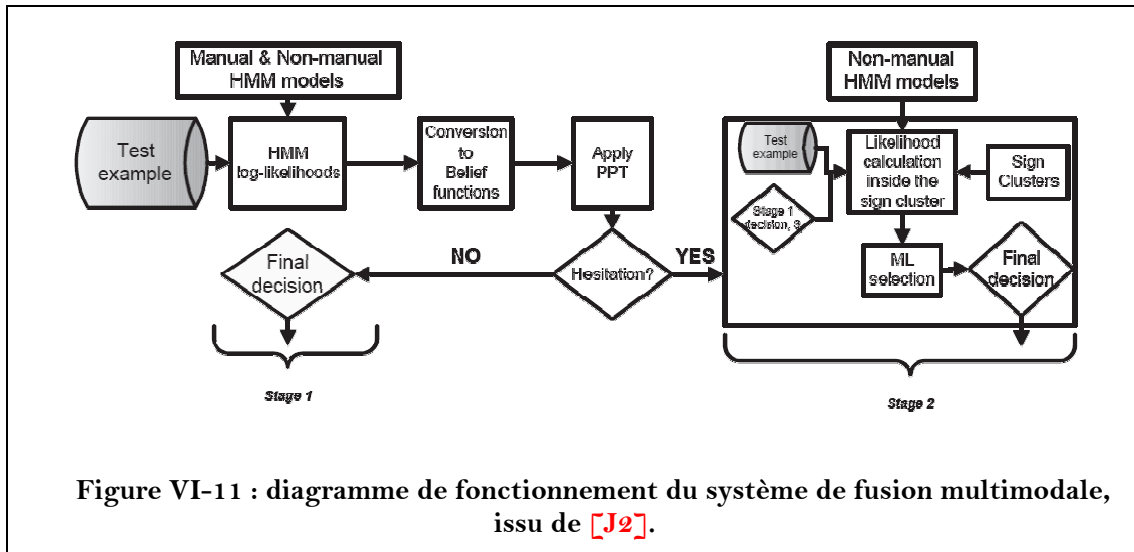 Manual & Non-manual
HMM models
Non-manual
HMM models
Test
example
HMM
log-likelihoods
Conversion
to
Belief
functions
Apply
PPT
Test
example
Likelihood
calculation
inside the
sign cluster
Sign
Clusters
Stage 1
decision, S
Final
decision
NO
Hesitation?
YES
ML
selection
Final
decision
Stage 1
Stage 2
Figure VI-11 : diagramme de fonctionnement du système de fusion multimodale,
issu de [J2].